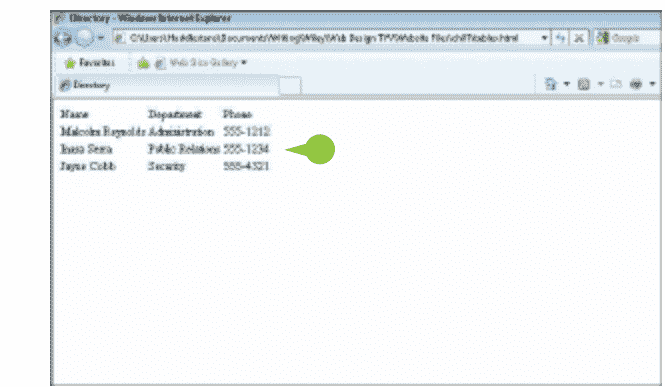 Directory - Windows Internet Explorer
Google
Favorites Web Slice Gallery
Directory
Name Department Phone
Malcolm Reynolds Administration 555-1212
Inara Serra Public Relations 555-1234
Jayne Cobb Security 555-4321